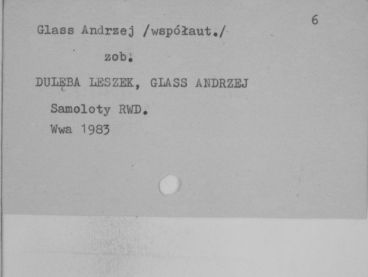 6
Glass Andrzej /współaut./
zob.
DULĘBA LESZEK, GLASS ANDRZEJ
Samoloty RWD.
Wwa 1983